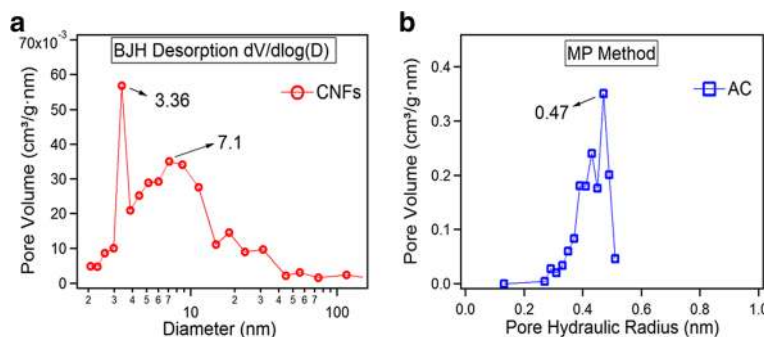 a
BJH Desorption dV/dlog(D)
70x10⁻³
60
50
40
30
20
10
0
Pore Volume (cm³/g·nm)
3.36
7.1
CNFs
2 3 4 5 6 7 10 2 3 4 5 6 7 100
Diameter (nm)
b
MP Method
0.4
0.3
0.2
0.1
0.0
Pore Volume (cm³/g·nm)
0.47
AC
0.0 0.2 0.4 0.6 0.8 1.0
Pore Hydraulic Radius (nm)